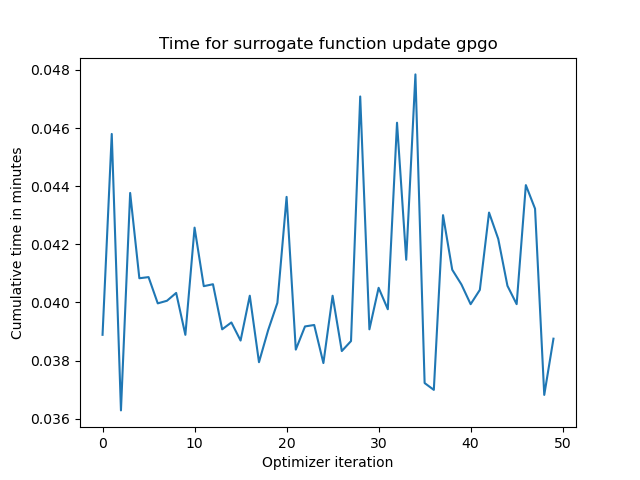 Time for surrogate function update gpgo
Cumulative time in minutes
0.048
0.046
0.044
0.042
0.040
0.038
0.036
0 10 20 30 40 50
Optimizer iteration